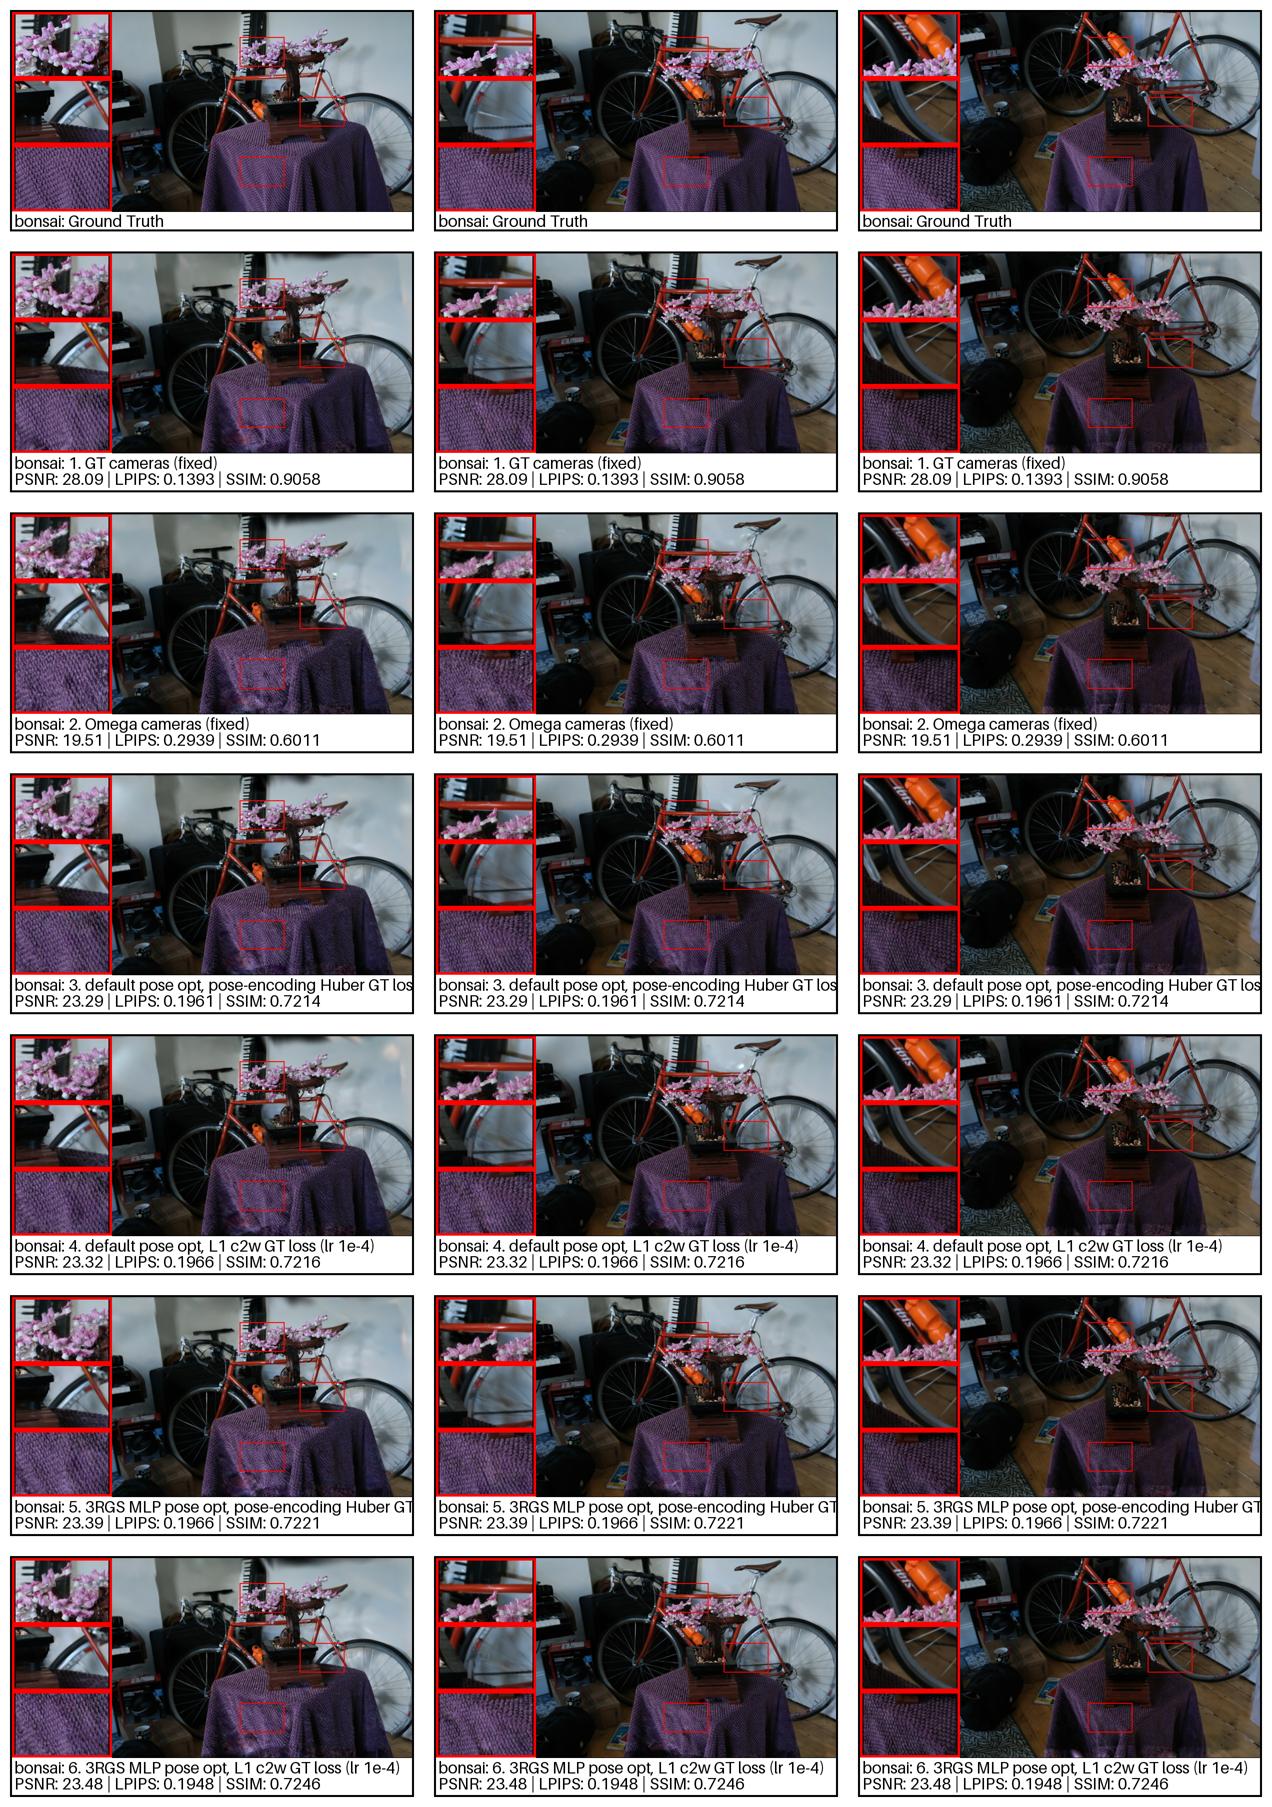 bonsai: Ground Truth
bonsai: Ground Truth
bonsai: Ground Truth
bonsai: 1. GT cameras (fixed)
PSNR: 28.09 | LPIPS: 0.1393 | SSIM: 0.9058
bonsai: 1. GT cameras (fixed)
PSNR: 28.09 | LPIPS: 0.1393 | SSIM: 0.9058
bonsai: 1. GT cameras (fixed)
PSNR: 28.09 | LPIPS: 0.1393 | SSIM: 0.9058
bonsai: 2. Omega cameras (fixed)
PSNR: 19.51 | LPIPS: 0.2939 | SSIM: 0.6011
bonsai: 2. Omega cameras (fixed)
PSNR: 19.51 | LPIPS: 0.2939 | SSIM: 0.6011
bonsai: 2. Omega cameras (fixed)
PSNR: 19.51 | LPIPS: 0.2939 | SSIM: 0.6011
bonsai: 3. default pose opt, pose-encoding Huber GT los
PSNR: 23.29 | LPIPS: 0.1961 | SSIM: 0.7214
bonsai: 3. default pose opt, pose-encoding Huber GT los
PSNR: 23.29 | LPIPS: 0.1961 | SSIM: 0.7214
bonsai: 3. default pose opt, pose-encoding Huber GT los
PSNR: 23.29 | LPIPS: 0.1961 | SSIM: 0.7214
bonsai: 4. default pose opt, L1 c2w GT loss (lr 1e-4)
PSNR: 23.32 | LPIPS: 0.1966 | SSIM: 0.7216
bonsai: 4. default pose opt, L1 c2w GT loss (lr 1e-4)
PSNR: 23.32 | LPIPS: 0.1966 | SSIM: 0.7216
bonsai: 4. default pose opt, L1 c2w GT loss (lr 1e-4)
PSNR: 23.32 | LPIPS: 0.1966 | SSIM: 0.7216
bonsai: 5. 3RGS MLP pose opt, pose-encoding Huber GT
PSNR: 23.39 | LPIPS: 0.1966 | SSIM: 0.7221
bonsai: 5. 3RGS MLP pose opt, pose-encoding Huber GT
PSNR: 23.39 | LPIPS: 0.1966 | SSIM: 0.7221
bonsai: 5. 3RGS MLP pose opt, pose-encoding Huber GT
PSNR: 23.39 | LPIPS: 0.1966 | SSIM: 0.7221
bonsai: 6. 3RGS MLP pose opt, L1 c2w GT loss (lr 1e-4)
PSNR: 23.48 | LPIPS: 0.1948 | SSIM: 0.7246
bonsai: 6. 3RGS MLP pose opt, L1 c2w GT loss (lr 1e-4)
PSNR: 23.48 | LPIPS: 0.1948 | SSIM: 0.7246
bonsai: 6. 3RGS MLP pose opt, L1 c2w GT loss (lr 1e-4)
PSNR: 23.48 | LPIPS: 0.1948 | SSIM: 0.7246